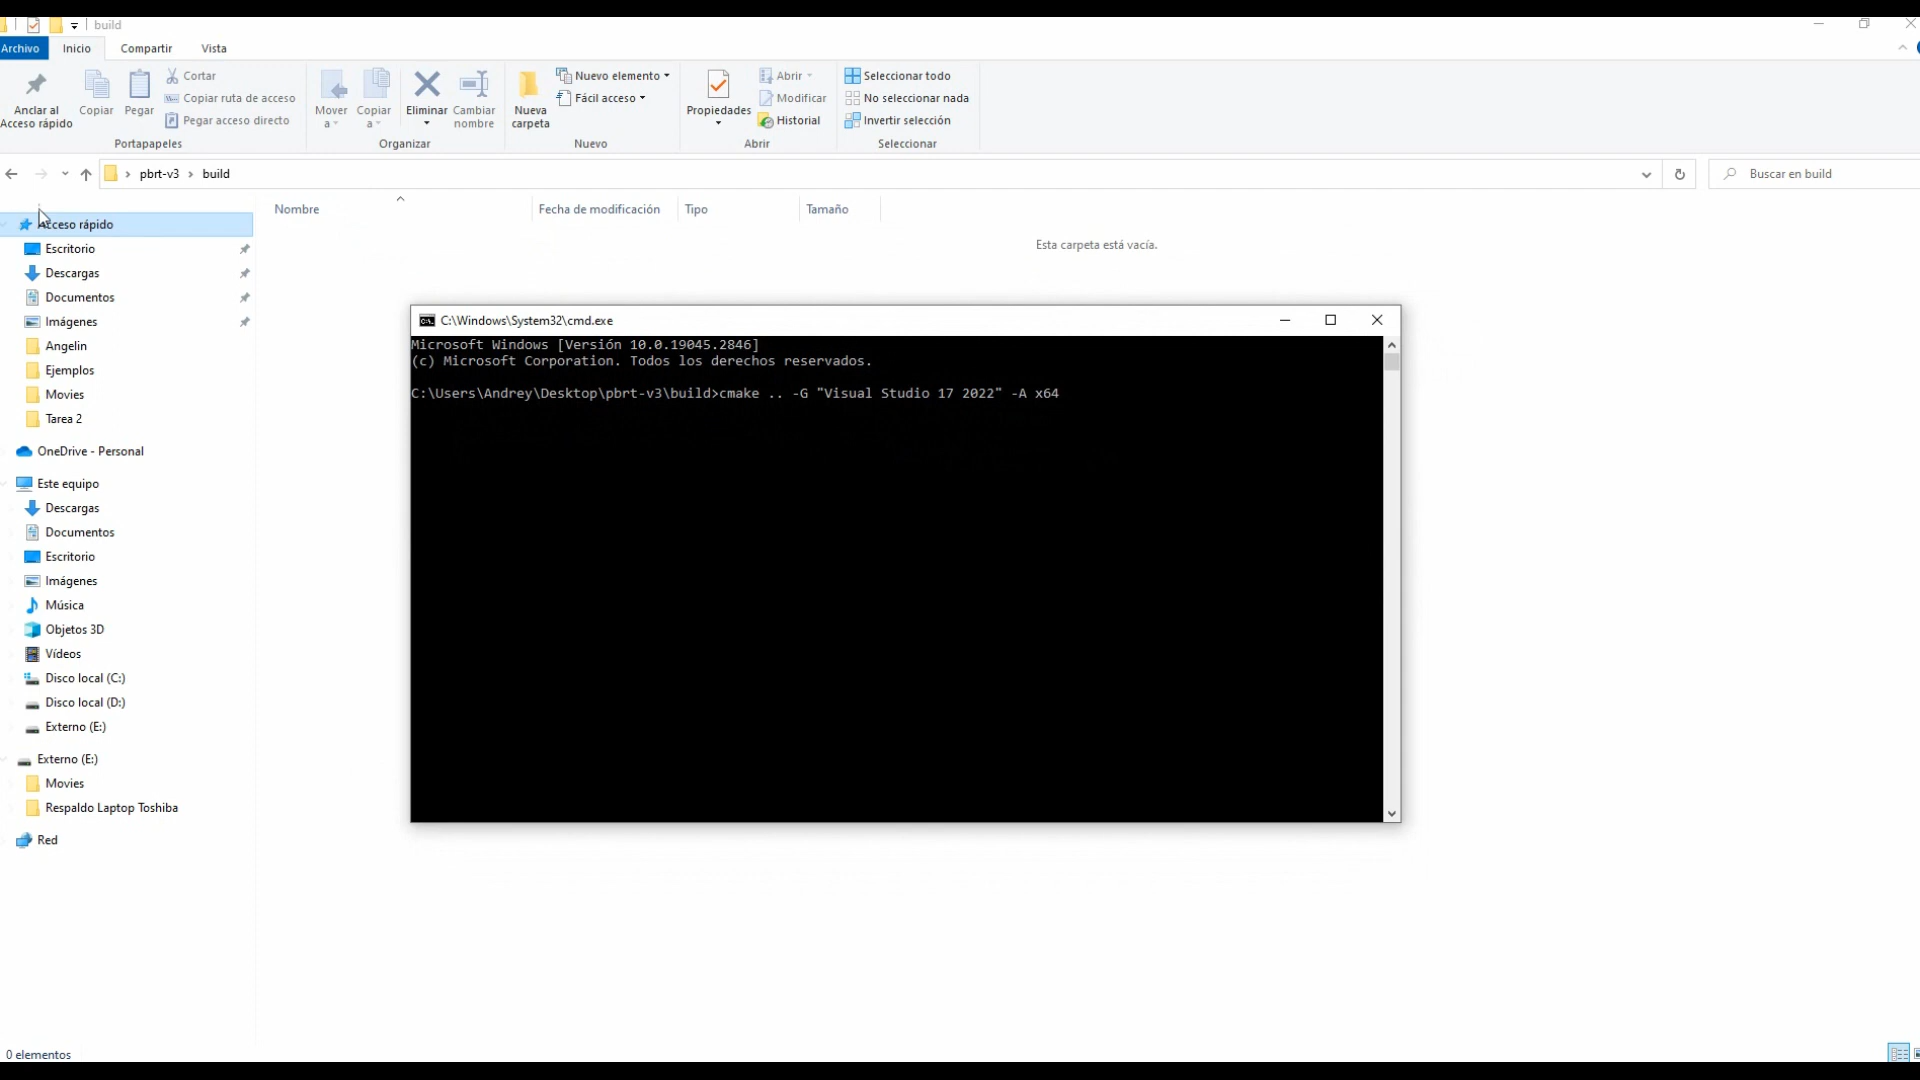 build
Archivo Inicio Compartir Vista
Anclar al Acceso rápido
Copiar
Pegar
Cortar
Copiar ruta de acceso
Pegar acceso directo
Portapapeles
Mover a
Copiar a
Eliminar
Cambiar nombre
Organizar
Nueva carpeta
Nuevo elemento
Fácil acceso
Nuevo
Propiedades
Abrir
Modificar
Historial
Abrir
Seleccionar todo
No seleccionar nada
Invertir selección
Seleccionar
pbrt-v3 › build
Buscar en build
Nombre Fecha de modificación Tipo Tamaño
Esta carpeta está vacía.
Acceso rápido
Escritorio
Descargas
Documentos
Imágenes
Angelin
Ejemplos
Movies
Tarea 2
OneDrive - Personal
Este equipo
Descargas
Documentos
Escritorio
Imágenes
Música
Objetos 3D
Vídeos
Disco local (C:)
Disco local (D:)
Externo (E:)
Externo (E:)
Movies
Respaldo Laptop Toshiba
Red
0 elementos
C:\Windows\System32\cmd.exe
Microsoft Windows [Versión 10.0.19045.2846]
(c) Microsoft Corporation. Todos los derechos reservados.
C:\Users\Andrey\Desktop\pbrt-v3\build>cmake .. -G "Visual Studio 17 2022" -A x64